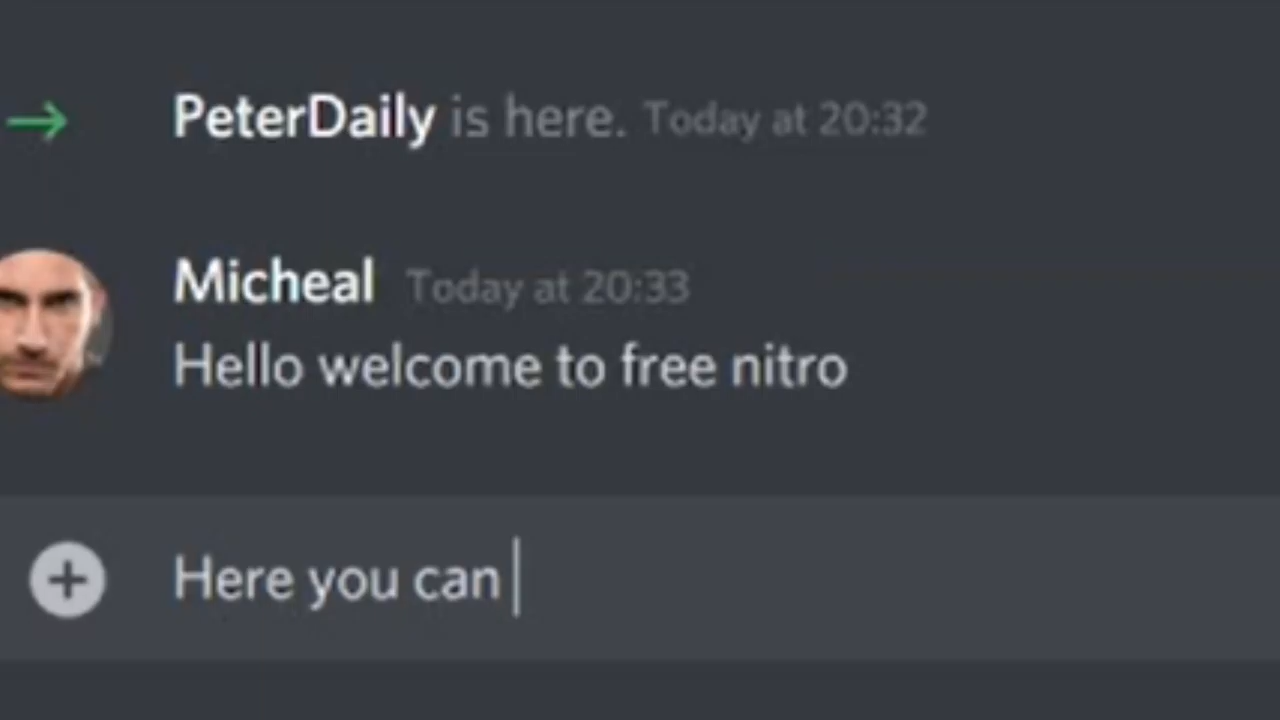 PeterDaily is here. Today at 20:32
Micheal Today at 20:33
Hello welcome to free nitro
Here you can